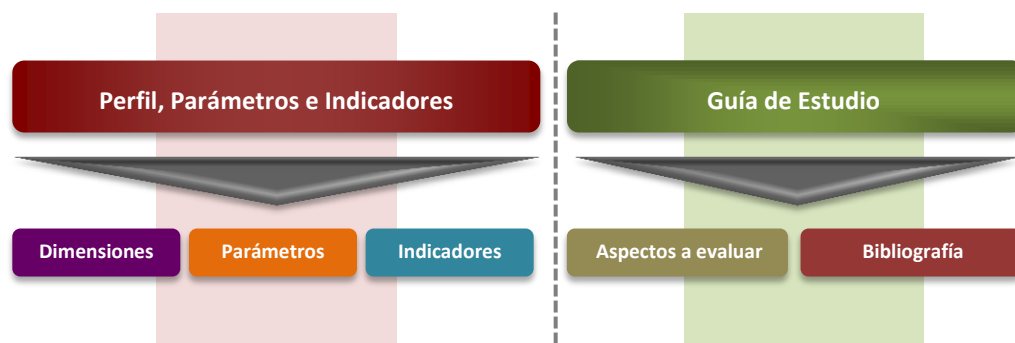 Perfil, Parámetros e Indicadores
Guía de Estudio
Dimensiones
Parámetros
Indicadores
Aspectos a evaluar
Bibliografía